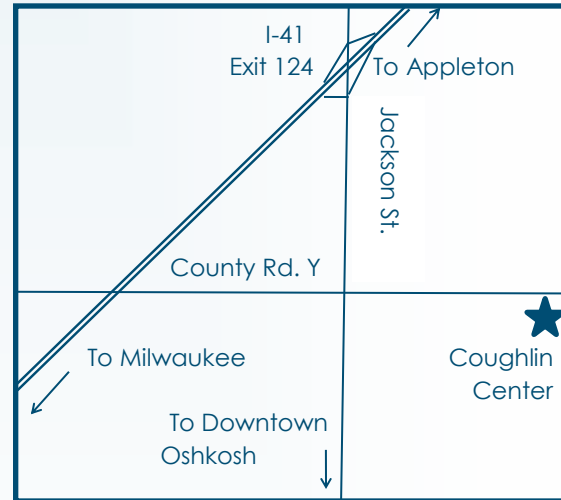 I-41
Exit 124
To Appleton
Jackson St.
County Rd. Y
To Milwaukee
Coughlin
Center
To Downtown
Oshkosh